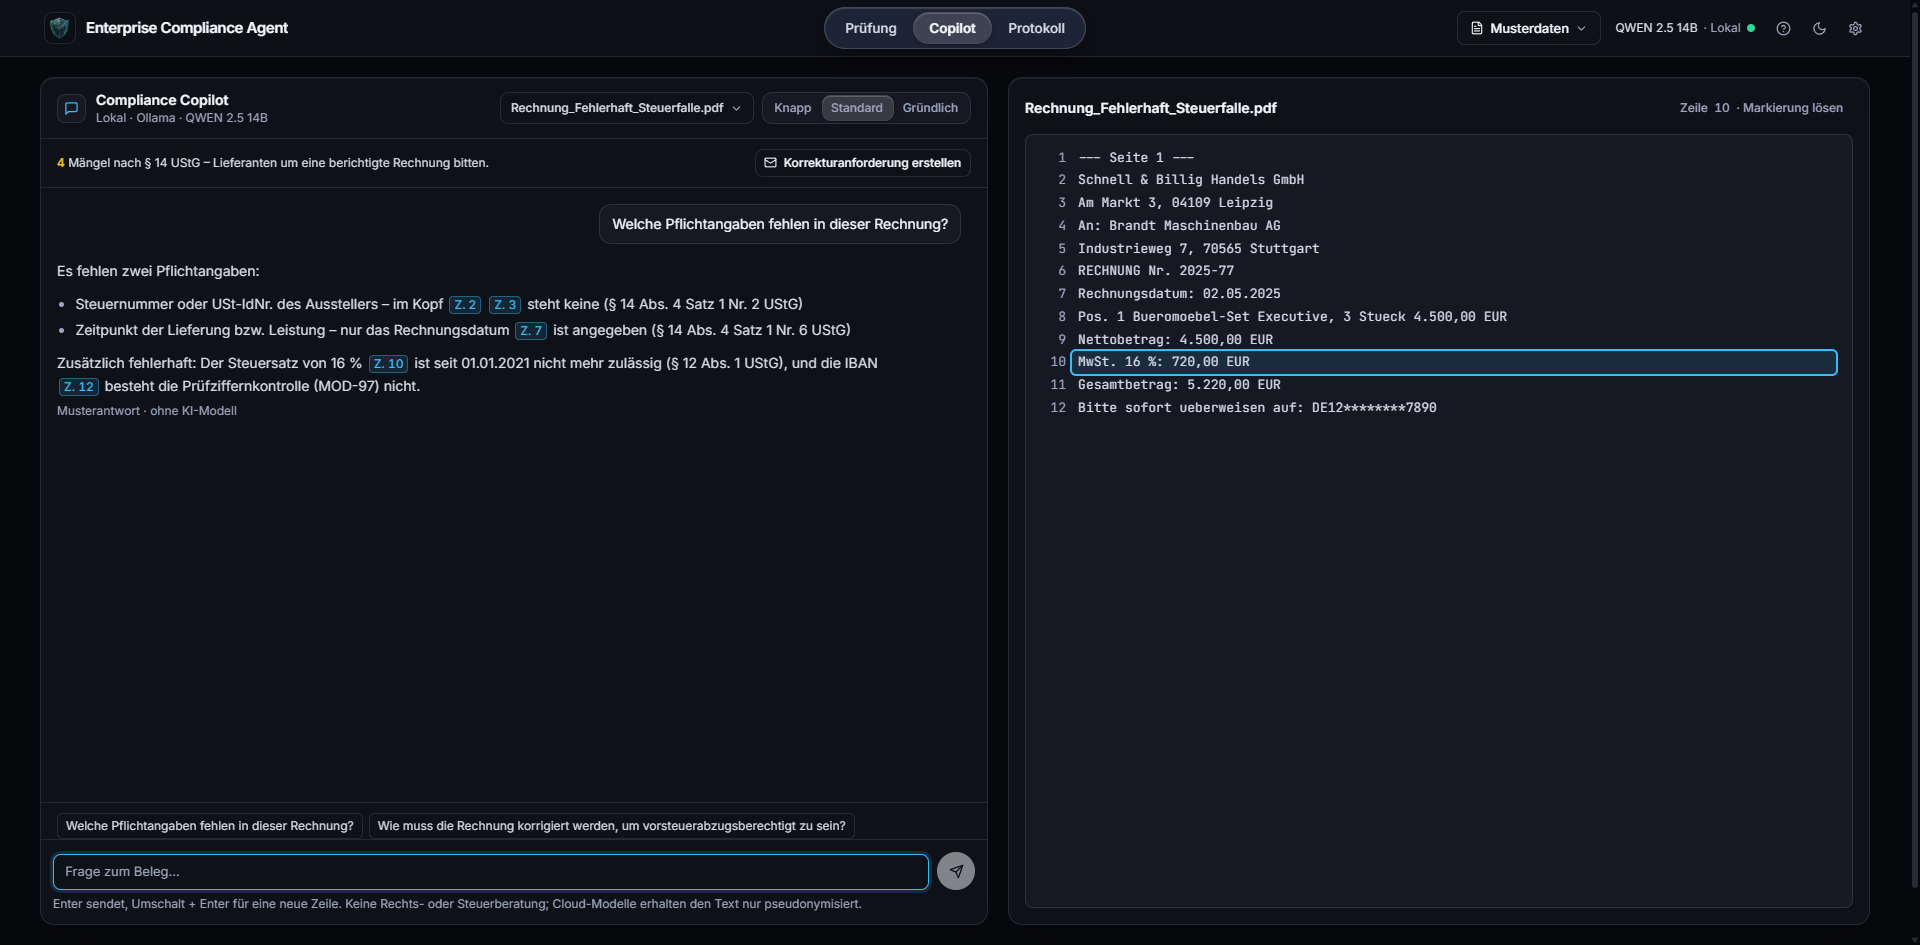 Enterprise Compliance Agent
Prüfung Copilot Protokoll
Musterdaten
QWEN 2.5 14B · Lokal
Compliance Copilot
Lokal · Ollama · QWEN 2.5 14B
Rechnung_Fehlerhaft_Steuerfalle.pdf
Knapp Standard Gründlich
4 Mängel nach § 14 UStG – Lieferanten um eine berichtigte Rechnung bitten.
Korrekturanforderung erstellen
Welche Pflichtangaben fehlen in dieser Rechnung?
Es fehlen zwei Pflichtangaben:
• Steuernummer oder USt-IdNr. des Ausstellers – im Kopf Z. 2 Z. 3 steht keine (§ 14 Abs. 4 Satz 1 Nr. 2 UStG)
• Zeitpunkt der Lieferung bzw. Leistung – nur das Rechnungsdatum Z. 7 ist angegeben (§ 14 Abs. 4 Satz 1 Nr. 6 UStG)
Zusätzlich fehlerhaft: Der Steuersatz von 16 % Z. 10 ist seit 01.01.2021 nicht mehr zulässig (§ 12 Abs. 1 UStG), und die IBAN
Z. 12 besteht die Prüfziffernkontrolle (MOD-97) nicht.
Musterantwort · ohne KI-Modell
Welche Pflichtangaben fehlen in dieser Rechnung?
Wie muss die Rechnung korrigiert werden, um vorsteuerabzugsberechtigt zu sein?
Frage zum Beleg...
Enter sendet, Umschalt + Enter für eine neue Zeile. Keine Rechts- oder Steuerberatung; Cloud-Modelle erhalten den Text nur pseudonymisiert.
Rechnung_Fehlerhaft_Steuerfalle.pdf
Zeile 10 · Markierung lösen
1 --- Seite 1 ---
2 Schnell & Billig Handels GmbH
3 Am Markt 3, 04109 Leipzig
4 An: Brandt Maschinenbau AG
5 Industrieweg 7, 70565 Stuttgart
6 RECHNUNG Nr. 2025-77
7 Rechnungsdatum: 02.05.2025
8 Pos. 1 Bueromoebel-Set Executive, 3 Stueck 4.500,00 EUR
9 Nettobetrag: 4.500,00 EUR
10 MwSt. 16 %: 720,00 EUR
11 Gesamtbetrag: 5.220,00 EUR
12 Bitte sofort ueberweisen auf: DE12********7890